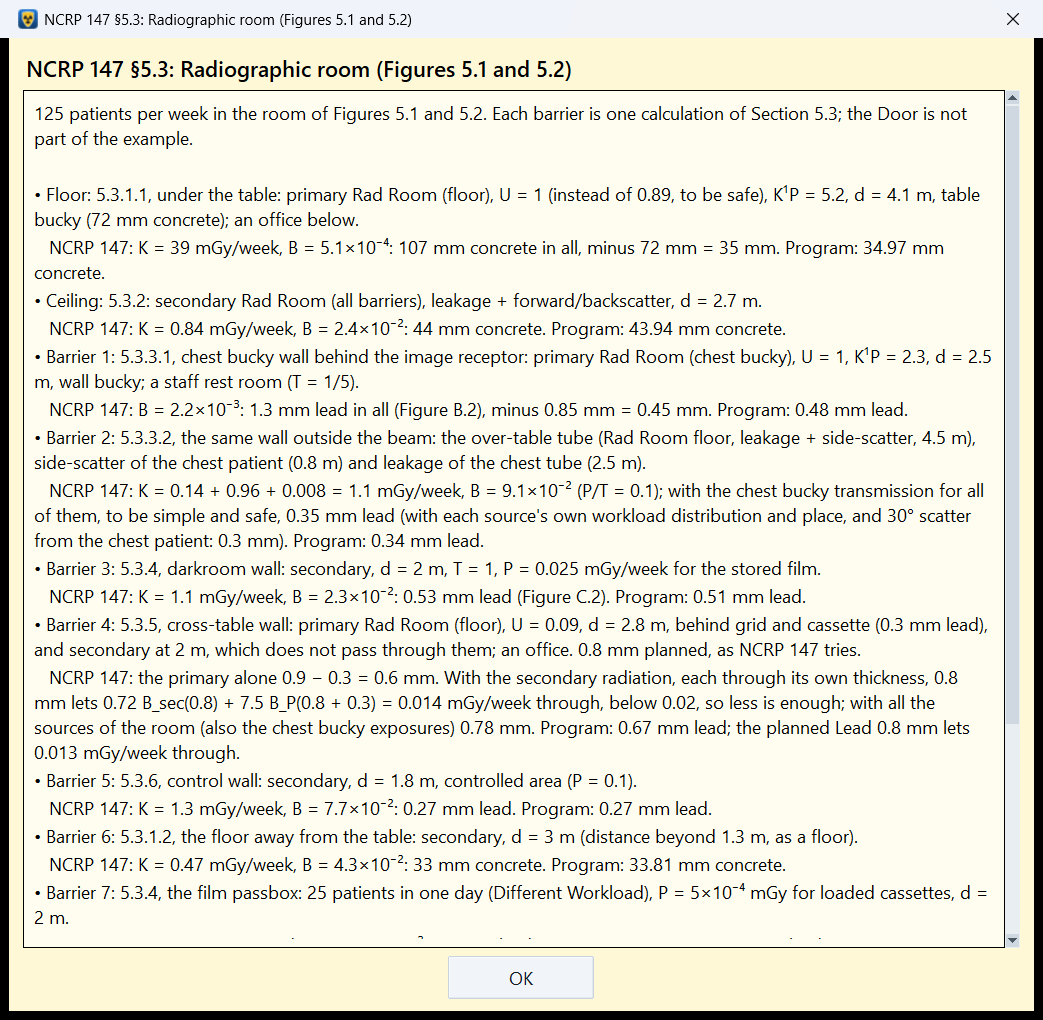 NCRP 147 §5.3: Radiographic room (Figures 5.1 and 5.2)
NCRP 147 §5.3: Radiographic room (Figures 5.1 and 5.2)
125 patients per week in the room of Figures 5.1 and 5.2. Each barrier is one calculation of Section 5.3; the Door is not
part of the example.
• Floor: 5.3.1.1, under the table: primary Rad Room (floor), U = 1 (instead of 0.89, to be safe), K¹P = 5.2, d = 4.1 m, table
bucky (72 mm concrete); an office below.
NCRP 147: K = 39 mGy/week, B = 5.1×10⁻⁴: 107 mm concrete in all, minus 72 mm = 35 mm. Program: 34.97 mm
concrete.
• Ceiling: 5.3.2: secondary Rad Room (all barriers), leakage + forward/backscatter, d = 2.7 m.
NCRP 147: K = 0.84 mGy/week, B = 2.4×10⁻²: 44 mm concrete. Program: 43.94 mm concrete.
• Barrier 1: 5.3.3.1, chest bucky wall behind the image receptor: primary Rad Room (chest bucky), U = 1, K¹P = 2.3, d = 2.5
m, wall bucky; a staff rest room (T = 1/5).
NCRP 147: B = 2.2×10⁻³: 1.3 mm lead in all (Figure B.2), minus 0.85 mm = 0.45 mm. Program: 0.48 mm lead.
• Barrier 2: 5.3.3.2, the same wall outside the beam: the over-table tube (Rad Room floor, leakage + side-scatter, 4.5 m),
side-scatter of the chest patient (0.8 m) and leakage of the chest tube (2.5 m).
NCRP 147: K = 0.14 + 0.96 + 0.008 = 1.1 mGy/week, B = 9.1×10⁻² (P/T = 0.1); with the chest bucky transmission for all
of them, to be simple and safe, 0.35 mm lead (with each source's own workload distribution and place, and 30° scatter
from the chest patient: 0.3 mm). Program: 0.34 mm lead.
• Barrier 3: 5.3.4, darkroom wall: secondary, d = 2 m, T = 1, P = 0.025 mGy/week for the stored film.
NCRP 147: K = 1.1 mGy/week, B = 2.3×10⁻²: 0.53 mm lead (Figure C.2). Program: 0.51 mm lead.
• Barrier 4: 5.3.5, cross-table wall: primary Rad Room (floor), U = 0.09, d = 2.8 m, behind grid and cassette (0.3 mm lead),
and secondary at 2 m, which does not pass through them; an office. 0.8 mm planned, as NCRP 147 tries.
NCRP 147: the primary alone 0.9 − 0.3 = 0.6 mm. With the secondary radiation, each through its own thickness, 0.8
mm lets 0.72 B_sec(0.8) + 7.5 B_P(0.8 + 0.3) = 0.014 mGy/week through, below 0.02, so less is enough; with all the
sources of the room (also the chest bucky exposures) 0.78 mm. Program: 0.67 mm lead; the planned Lead 0.8 mm lets
0.013 mGy/week through.
• Barrier 5: 5.3.6, control wall: secondary, d = 1.8 m, controlled area (P = 0.1).
NCRP 147: K = 1.3 mGy/week, B = 7.7×10⁻²: 0.27 mm lead. Program: 0.27 mm lead.
• Barrier 6: 5.3.1.2, the floor away from the table: secondary, d = 3 m (distance beyond 1.3 m, as a floor).
NCRP 147: K = 0.47 mGy/week, B = 4.3×10⁻²: 33 mm concrete. Program: 33.81 mm concrete.
• Barrier 7: 5.3.4, the film passbox: 25 patients in one day (Different Workload), P = 5×10⁻⁴ mGy for loaded cassettes, d =
2 m.
OK